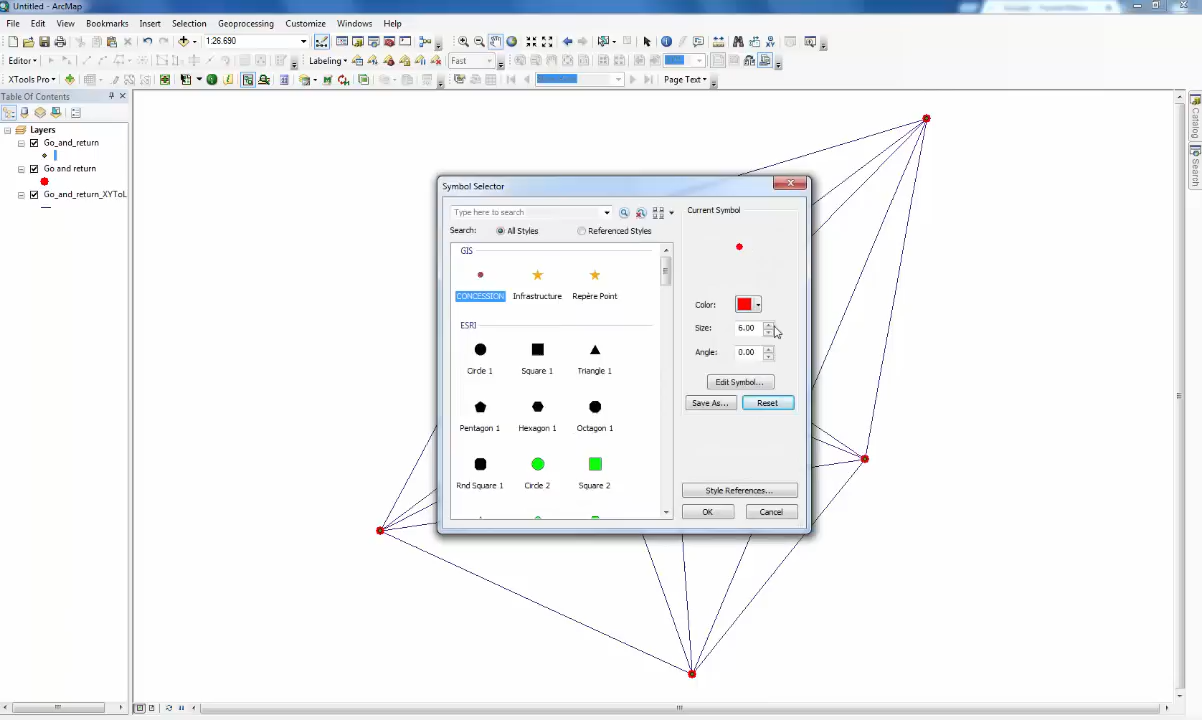 Untitled - ArcMap
File Edit View Bookmarks Insert Selection Geoprocessing Customize Windows Help
1:26.690
Editor Labeling Fast
XTools Pro Page Text
Table Of Contents
Layers
Go_and_return
Go and return
Go_and_return_XYToL
Symbol Selector
Type here to search
Search: All Styles Referenced Styles
GIS
CONCESSION Infrastructure Repère Point
ESRI
Circle 1 Square 1 Triangle 1
Pentagon 1 Hexagon 1 Octagon 1
Rnd Square 1 Circle 2 Square 2
Current Symbol
Color:
Size: 6.00
Angle: 0.00
Edit Symbol...
Save As... Reset
Style References...
OK Cancel
Catalog
Search